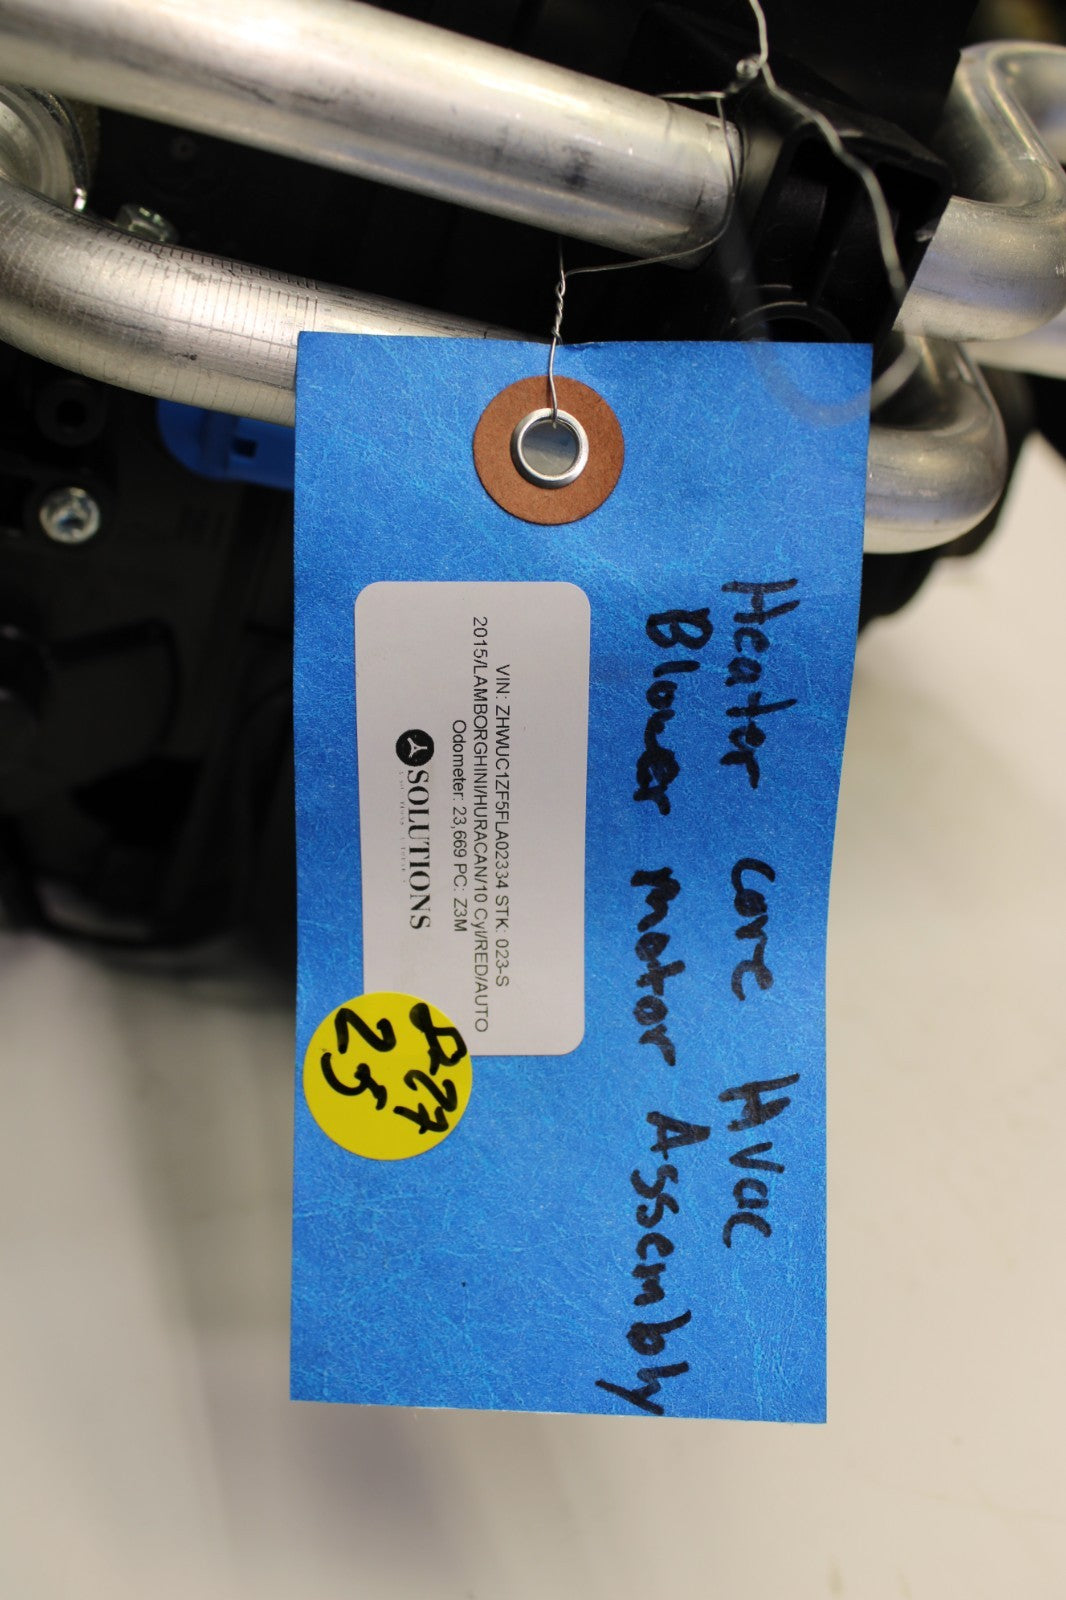 Heater Core HVac
Blower Motor Assembly
VIN: ZHWUC1ZF5FLA02334 STK: 023-S
2015/LAMBORGHINI/HURACAN/10 Cyl/RED/AUTO
Odometer: 23,669 PC: Z3M
SOLUTIONS
25